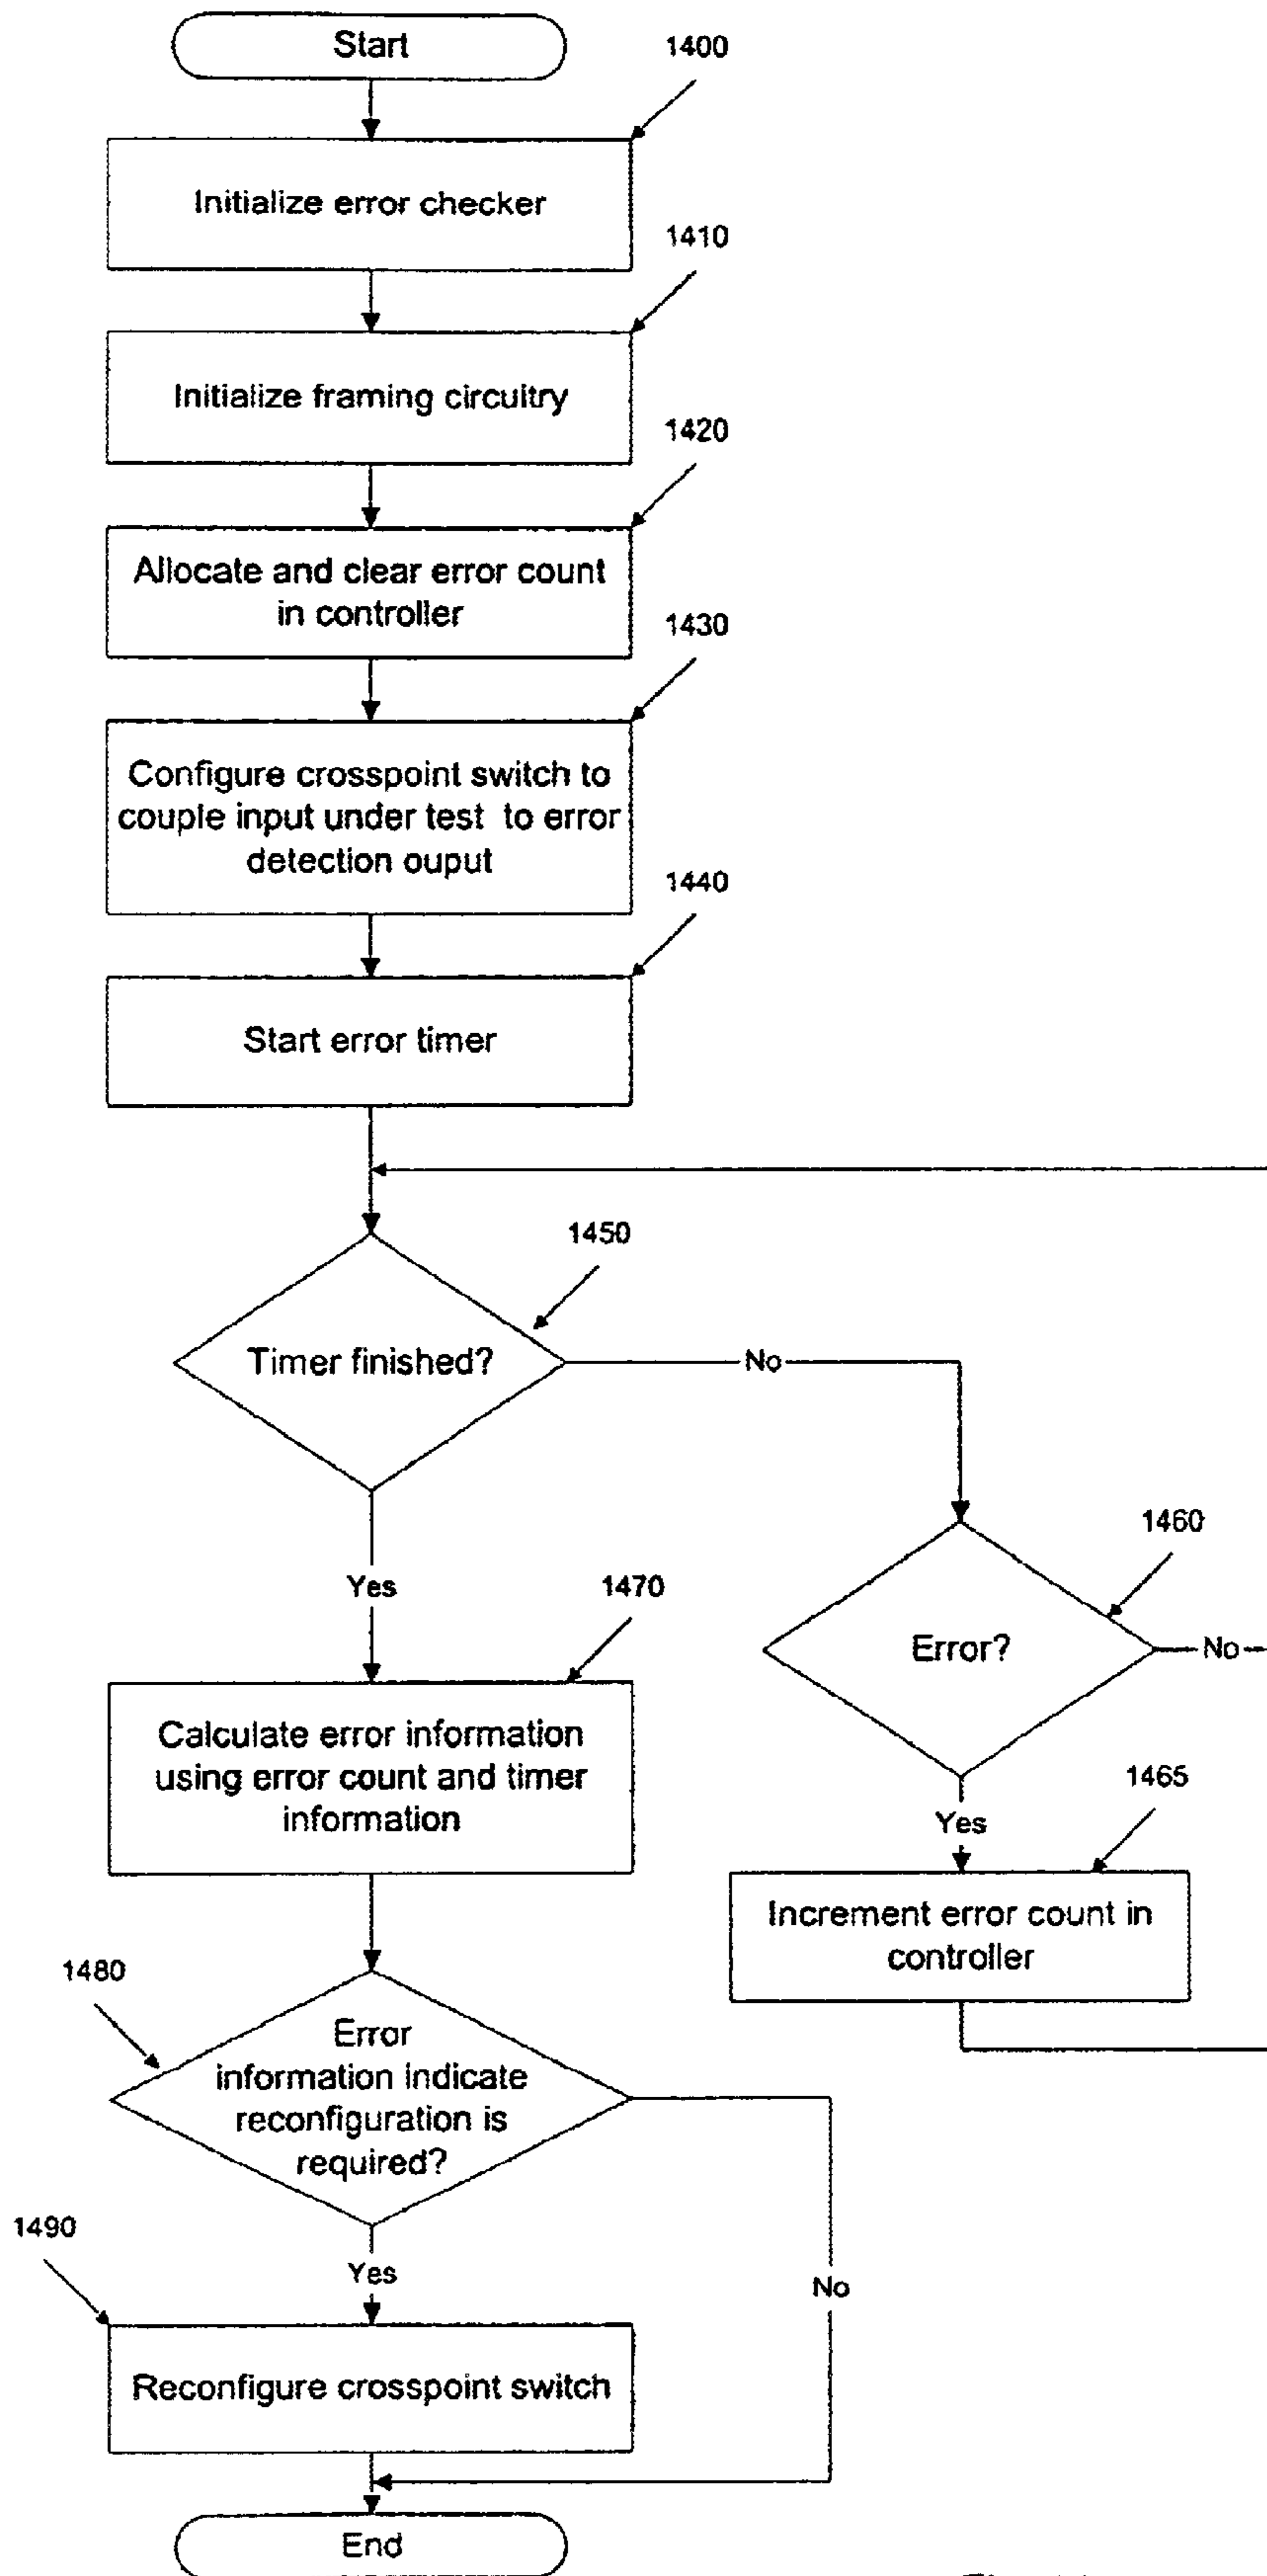 Start
1400
Initialize error checker
1410
Initialize framing circuitry
1420
Allocate and clear error count
in controller
1430
Configure crosspoint switch to
couple input under test to error
detection ouput
1440
Start error timer
1450
Timer finished?
No
1460
Error?
No
Yes
1470
Calculate error information
using error count and timer
information
Yes
1465
Increment error count in
controller
1480
Error
information indicate
reconfiguration is
required?
1490
Yes
No
Reconfigure crosspoint switch
End